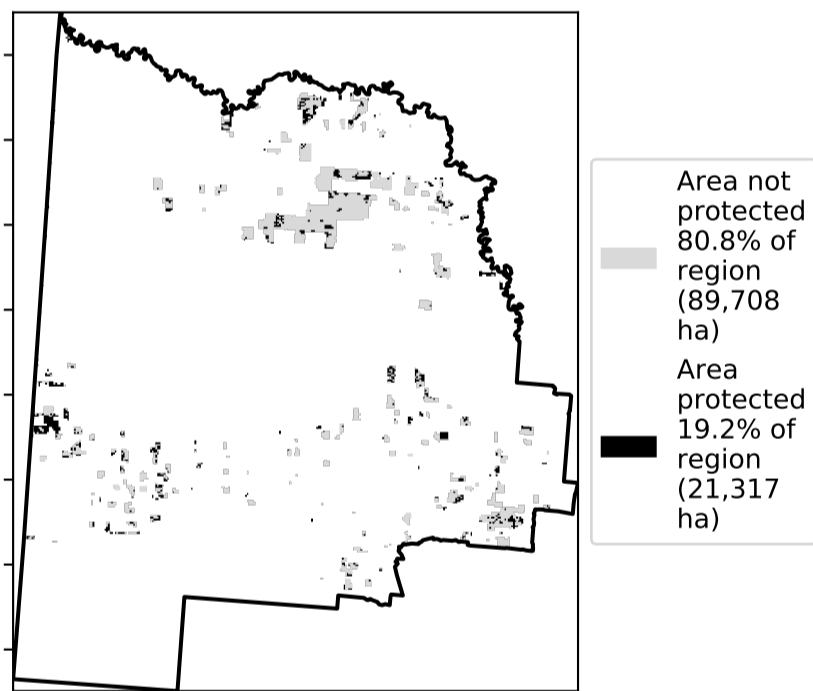 Area not
protected
80.8% of
region
(89,708
ha)
Area
protected
19.2% of
region
(21,317
ha)